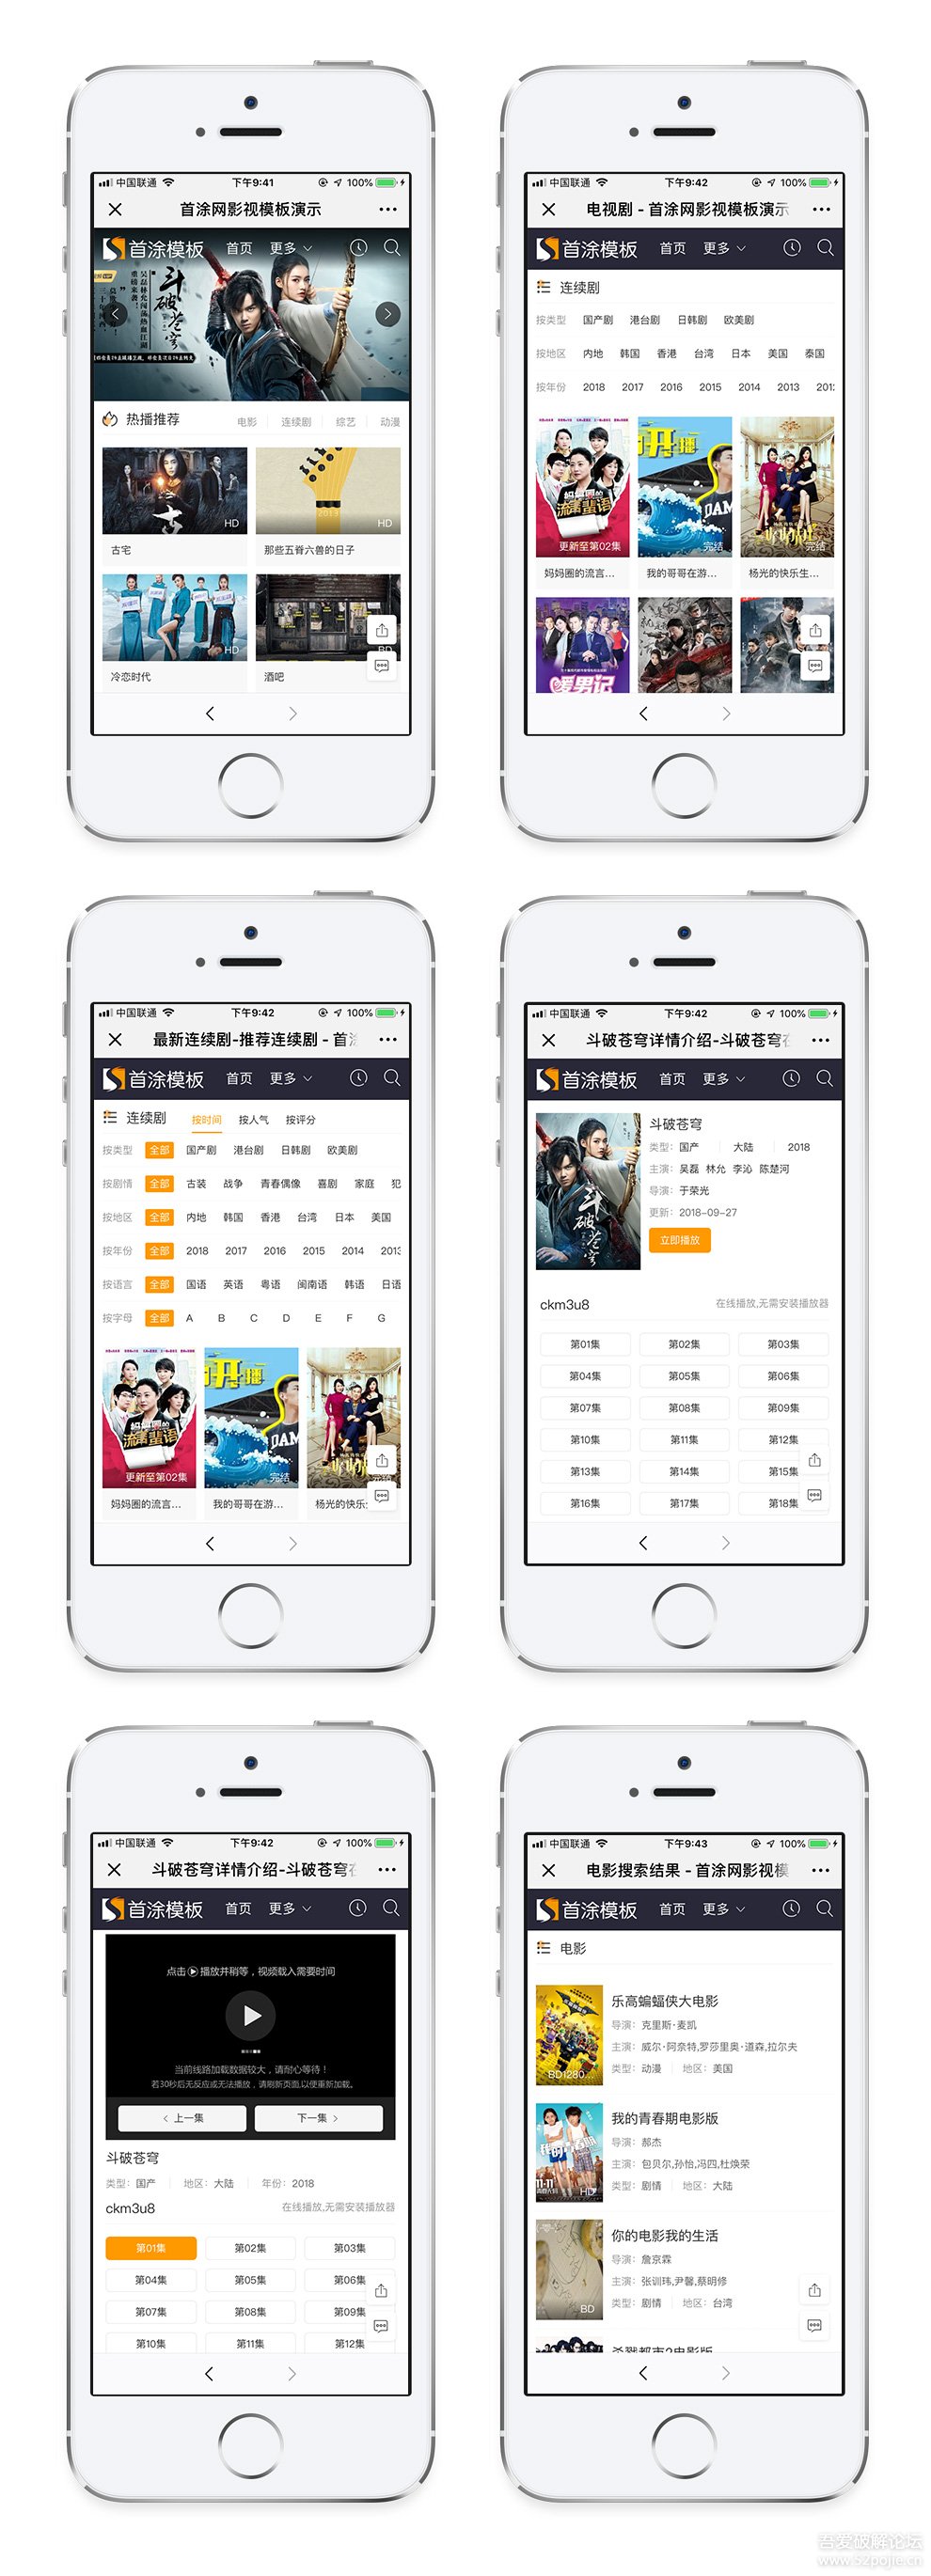 中国联通 下午9:41 100%
首涂网影视模板演示
首涂模板 首页 更多
斗破苍穹
热播推荐 电影 连续剧 综艺 动漫
HD HD
古宅 那些五脊六兽的日子
HD BD
冷恋时代 酒吧
中国联通 下午9:42 100%
电视剧 - 首涂网影视模板演示
首涂模板 首页 更多
连续剧
按类型 国产剧 港台剧 日韩剧 欧美剧
按地区 内地 韩国 香港 台湾 日本 美国 泰国
按年份 2018 2017 2016 2015 2014 2013 201
更新至第02集 完结 完结
妈妈圈的流言... 我的哥哥在游... 杨光的快乐生...
暖男记
中国联通 下午9:42 100%
最新连续剧-推荐连续剧 - 首
首涂模板 首页 更多
连续剧 按时间 按人气 按评分
按类型 全部 国产剧 港台剧 日韩剧 欧美剧
按剧情 全部 古装 战争 青春偶像 喜剧 家庭 犯
按地区 全部 内地 韩国 香港 台湾 日本 美国
按年份 全部 2018 2017 2016 2015 2014 2013
按语言 全部 国语 英语 粤语 闽南语 韩语 日语
按字母 全部 A B C D E F G
更新至第02集 完结
妈妈圈的流言... 我的哥哥在游... 杨光的快乐
中国联通 下午9:42 100%
斗破苍穹详情介绍-斗破苍穹在
首涂模板 首页 更多
斗破苍穹
类型：国产 大陆 2018
主演：吴磊 林允 李沁 陈楚河
导演：于荣光
更新：2018-09-27
立即播放
ckm3u8 在线播放,无需安装播放器
第01集 第02集 第03集
第04集 第05集 第06集
第07集 第08集 第09集
第10集 第11集 第12集
第13集 第14集 第15集
第16集 第17集 第18集
中国联通 下午9:42 100%
斗破苍穹详情介绍-斗破苍穹在
首涂模板 首页 更多
点击 播放并稍等，视频载入需要时间
当前线路加载数据较大，请耐心等待！
若30秒后无反应或无法播放，请刷新页面,以便重新加载。
上一集 下一集
斗破苍穹
类型：国产 地区：大陆 年份：2018
ckm3u8 在线播放,无需安装播放器
第01集 第02集 第03集
第04集 第05集 第06集
第07集 第08集 第09集
第10集 第11集 第12集
中国联通 下午9:43 100%
电影搜索结果 - 首涂网影视模
首涂模板 首页 更多
电影
乐高蝙蝠侠大电影
导演：克里斯·麦凯
主演：威尔·阿奈特,罗莎里奥·道森,拉尔夫
BD1280... 类型：动漫 地区：美国
我的青春期电影版
导演：郝杰
主演：包贝尔,孙怡,冯四,杜焕荣
HD 类型：剧情 地区：大陆
你的电影我的生活
导演：詹京霖
主演：张训玮,尹馨,蔡明修
BD 类型：剧情 地区：台湾
杀戮都市2电影版
吾爱破解论坛
www.52pojie.cn